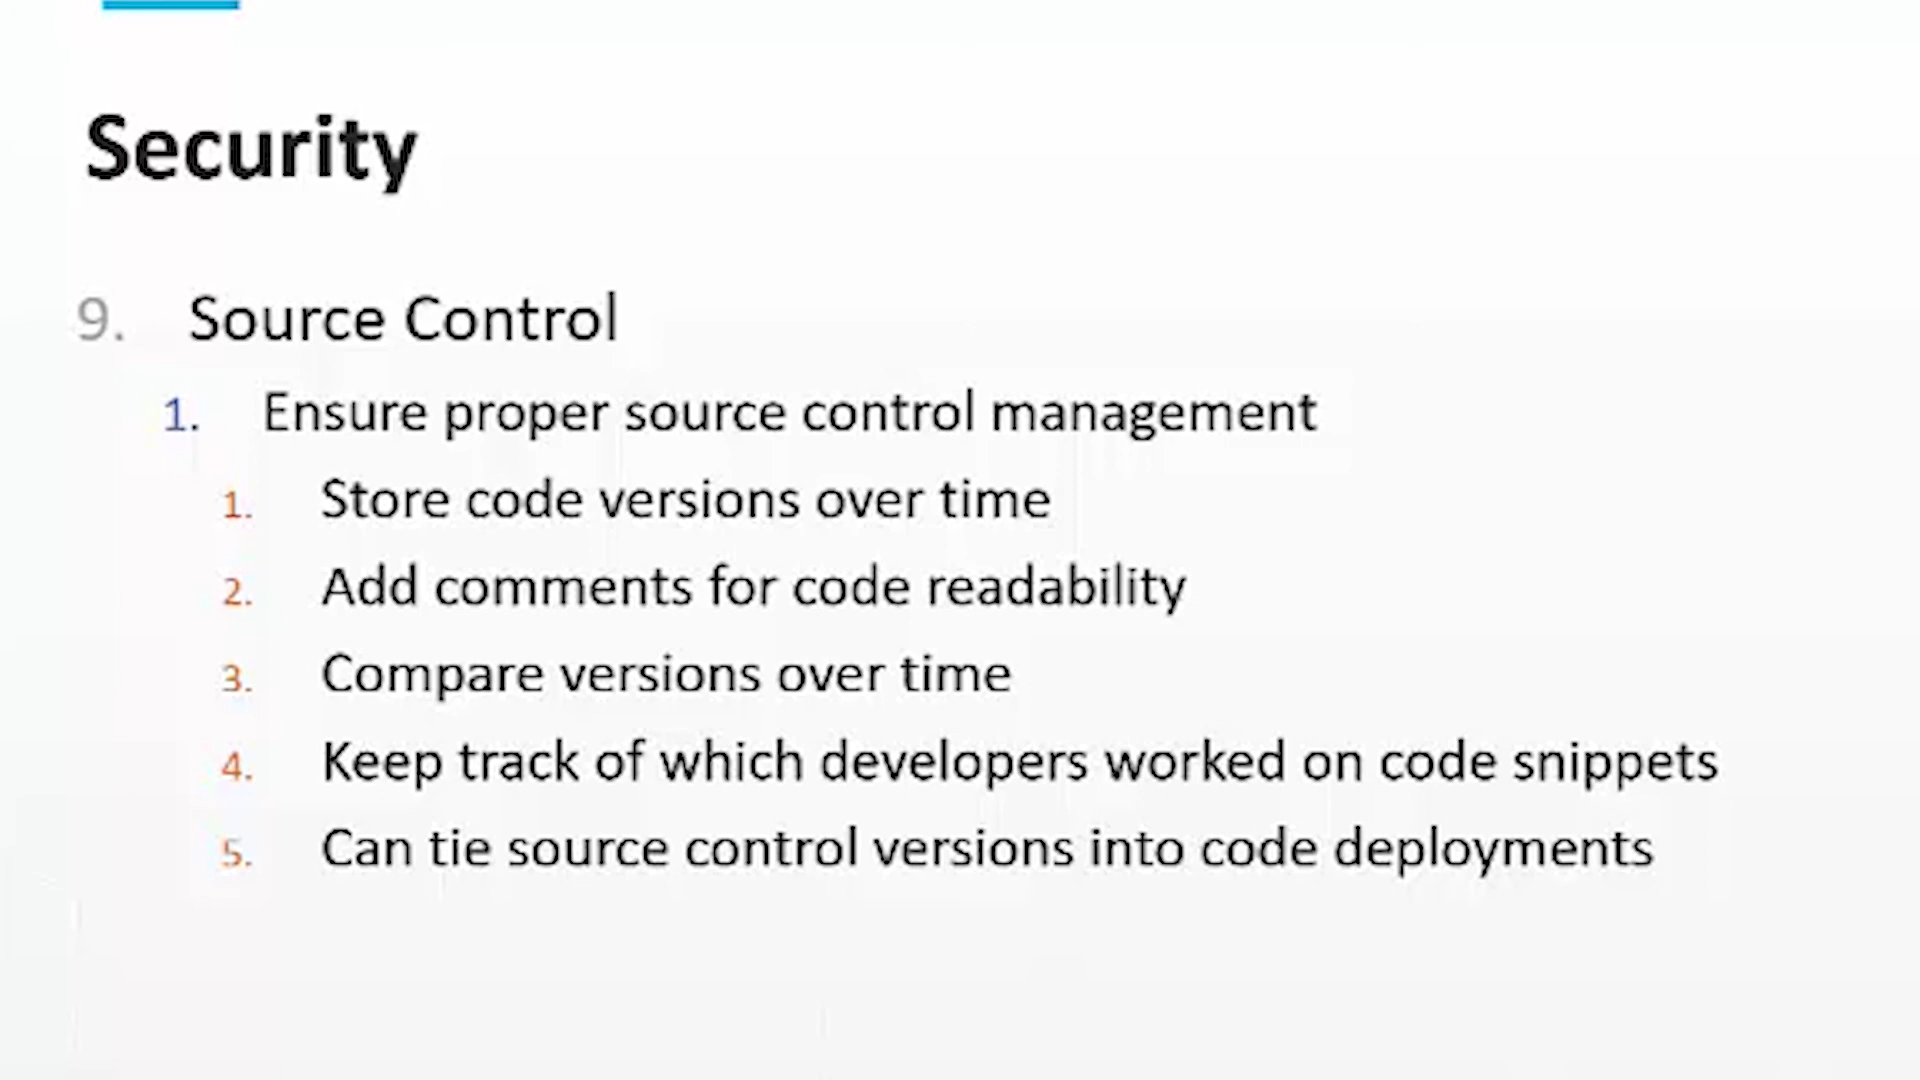 Security
9. Source Control
1. Ensure proper source control management
1. Store code versions over time
2. Add comments for code readability
3. Compare versions over time
4. Keep track of which developers worked on code snippets
5. Can tie source control versions into code deployments